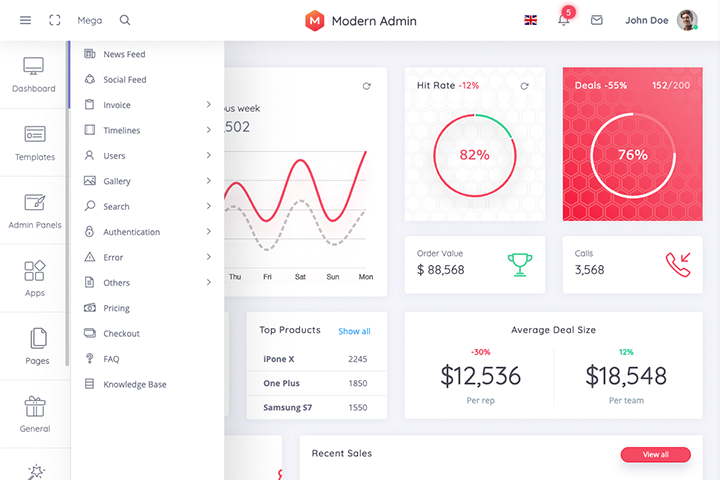 Mega
M Modern Admin
5
John Doe
Dashboard
Templates
Admin Panels
Apps
Pages
General
News Feed
Social Feed
Invoice
Timelines
Users
Gallery
Search
Authentication
Error
Others
Pricing
Checkout
FAQ
Knowledge Base
us week
502
Thu Fri Sat Sun Mon
Hit Rate -12%
82%
Deals -55% 152/200
76%
Order Value
$ 88,568
Calls
3,568
Top Products Show all
iPone X 2245
One Plus 1850
Samsung S7 1550
Average Deal Size
-30%
$12,536
Per rep
12%
$18,548
Per team
Recent Sales View all